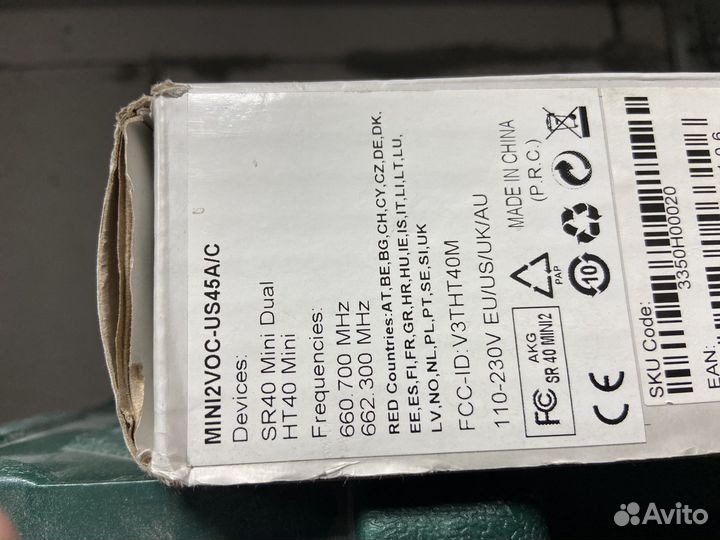 MINI2VOC-US45A/C
Devices:
SR40 Mini Dual
HT40 Mini
Frequencies:
660.700 MHz
662.300 MHz
RED Countries:AT,BE,BG,CH,CY,CZ,DE,DK,
EE,ES,FI,FR,GR,HR,HU,IE,IS,IT,LI,LT,LU,
LV,NO,NL,PL,PT,SE,SI,UK
FCC-ID:V3THT40M
110-230V EU/US/UK/AU
MADE IN CHINA
(P.R.C.)
FC
AKG
SR 40 MINI2
PAP
10
CE
SKU Code:
3350H00020
EAN:
Avito